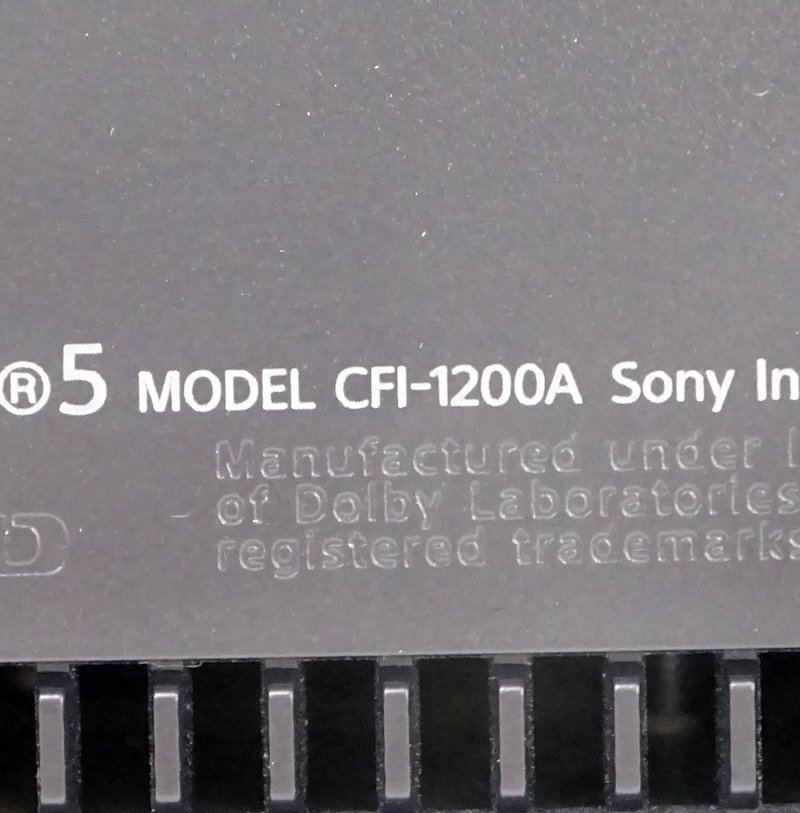 ®5 MODEL CFI-1200A Sony In
Manufactured under l
of Dolby Laboratories
registered trademarks